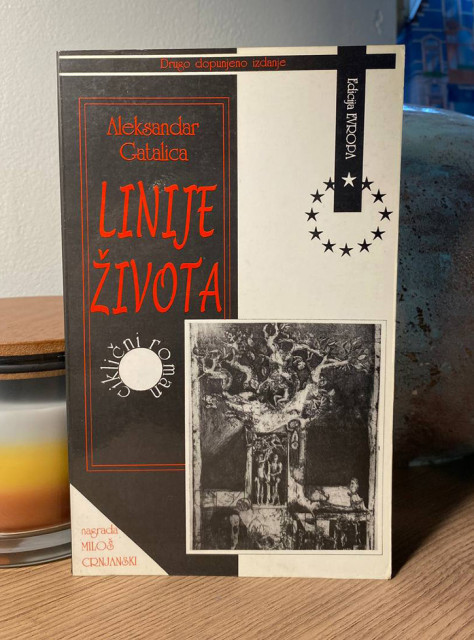 Drugo dopunjeno izdanje
Edicija EVROPA
Aleksandar
Gatalica
LINIJE
ŽIVOTA
ciklični roman
nagrada
MILOŠ
CRNJANSKI